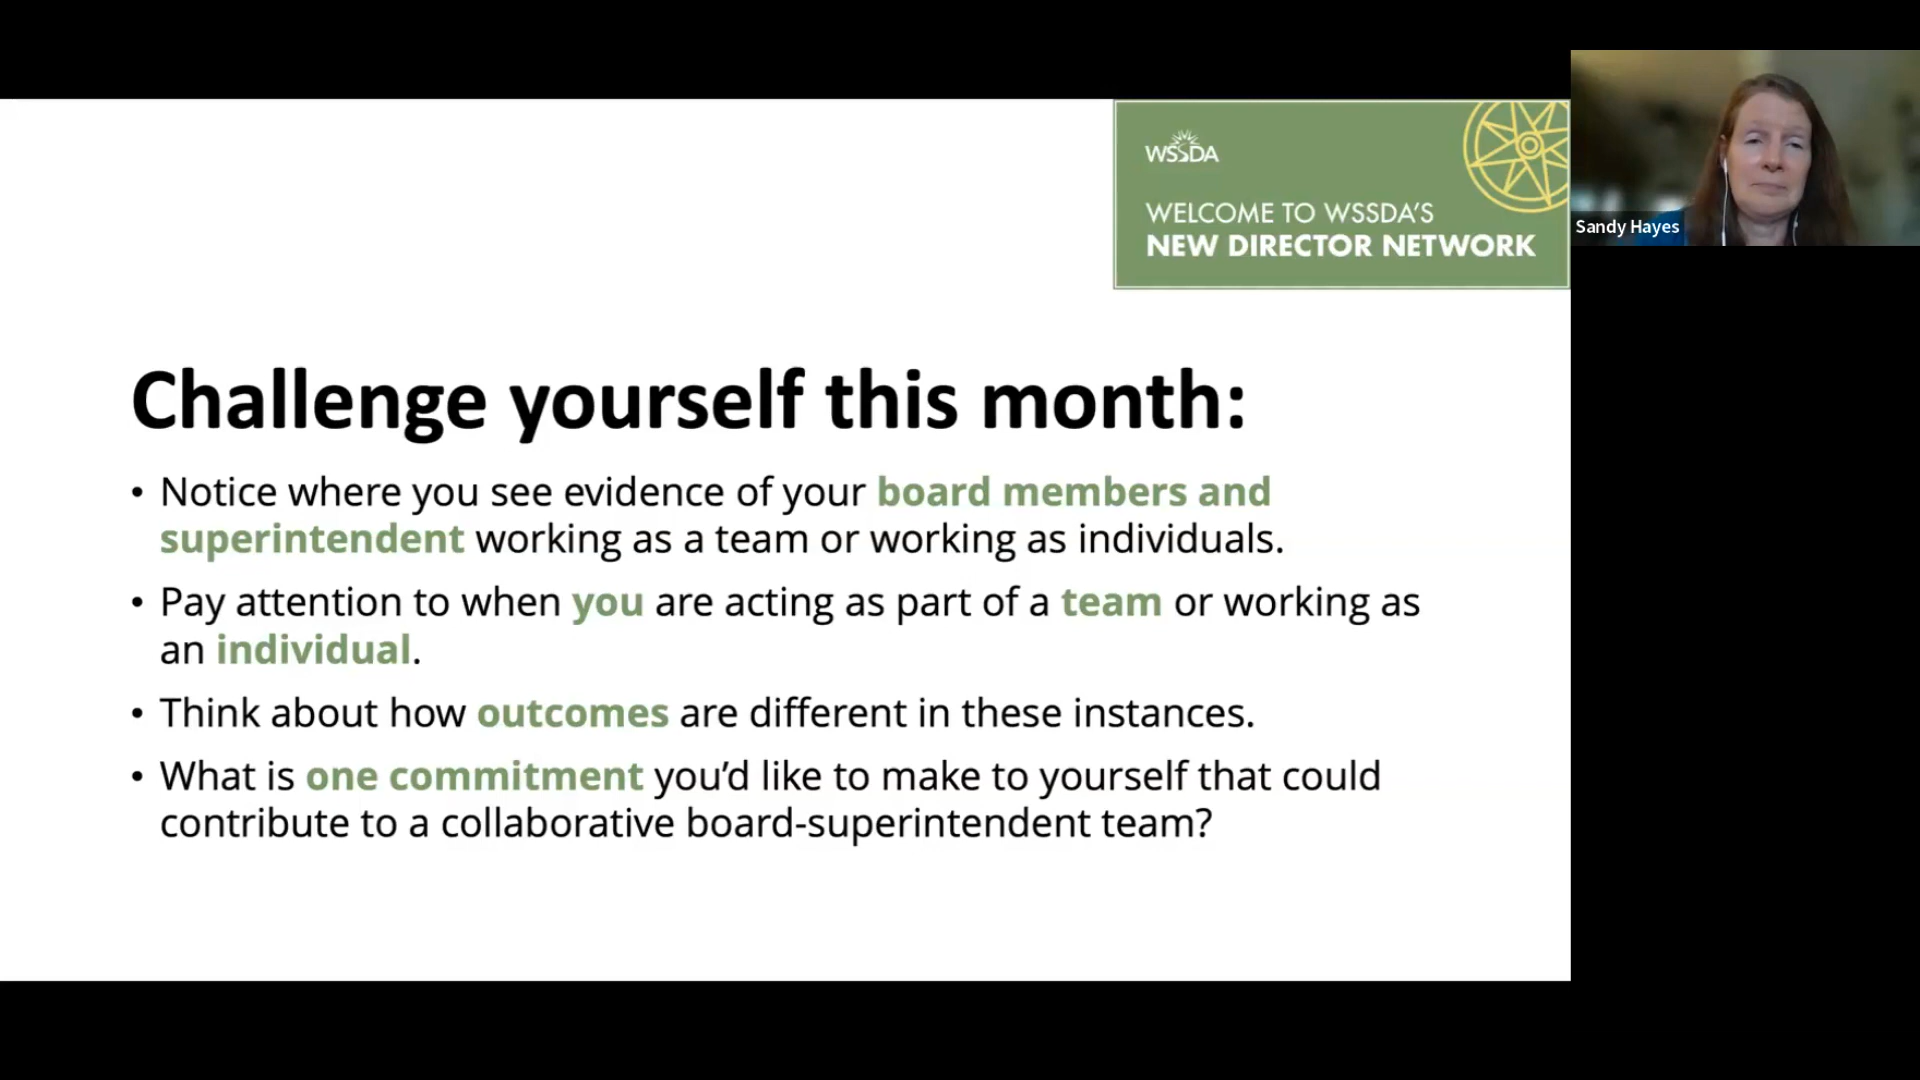 WSSDA
WELCOME TO WSSDA'S
NEW DIRECTOR NETWORK
Sandy Hayes
Challenge yourself this month:
• Notice where you see evidence of your board members and
superintendent working as a team or working as individuals.
• Pay attention to when you are acting as part of a team or working as
an individual.
• Think about how outcomes are different in these instances.
• What is one commitment you’d like to make to yourself that could
contribute to a collaborative board-superintendent team?